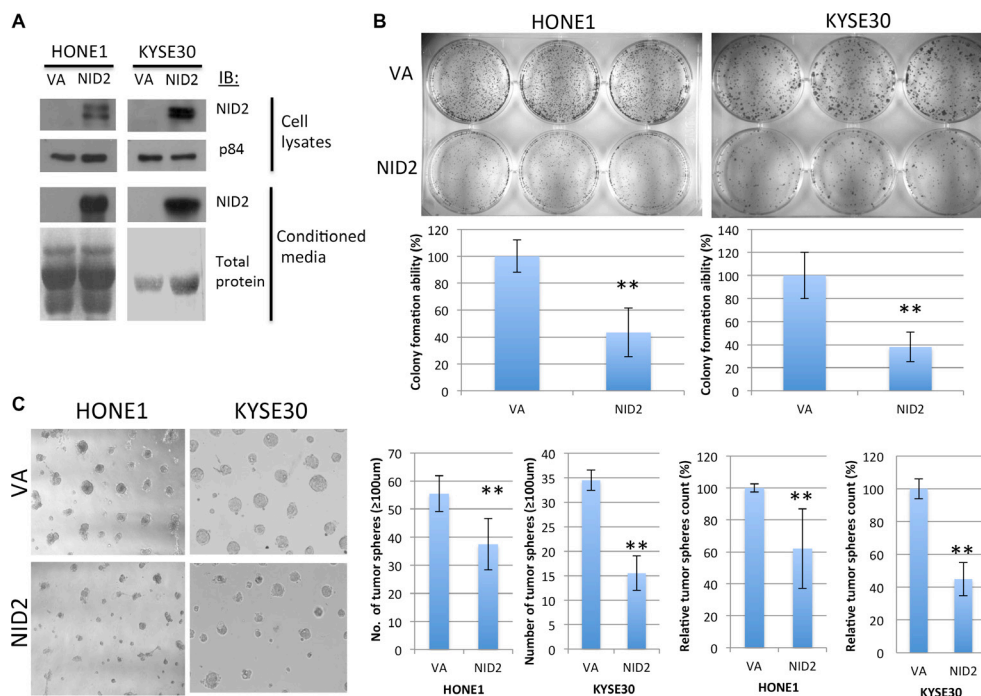 A
HONE1 KYSE30
VA NID2 VA NID2 IB:
NID2
p84
Cell
lysates
NID2
Total
protein
Conditioned
media
B
HONE1 KYSE30
VA
NID2
Colony fomation ability (%)
120
100
80
60
40
20
0
**
VA NID2
Colony formation aiblity (%)
140
120
100
80
60
40
20
0
**
VA NID2
C
HONE1 KYSE30
VA
NID2
No. of tumor spheres (≥100um)
70
60
50
40
30
20
10
0
**
VA NID2
HONE1
Number of tumor spheres (≥100um)
40
35
30
25
20
15
10
5
0
**
VA NID2
KYSE30
Relative tumor spheres count (%)
120
100
80
60
40
20
0
**
VA NID2
HONE1
Relative tumor spheres count (%)
120
100
80
60
40
20
0
**
VA NID2
KYSE30